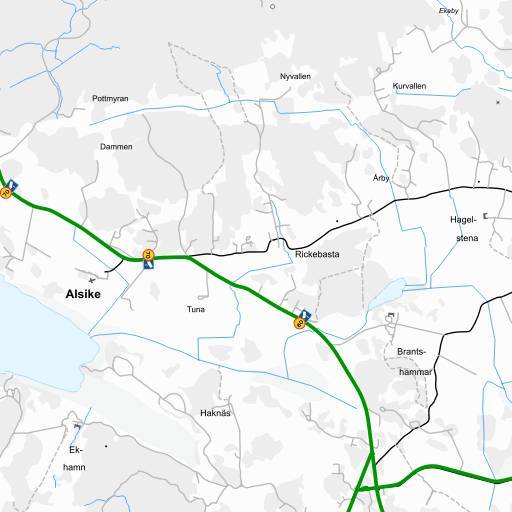 Ekeby
Nyvallen
Kurvallen
Pottmyran
Dammen
Årby
Hagel-
stena
Rickebasta
Alsike
Tuna
Brants-
hammar
Haknäs
Ek-
hamn